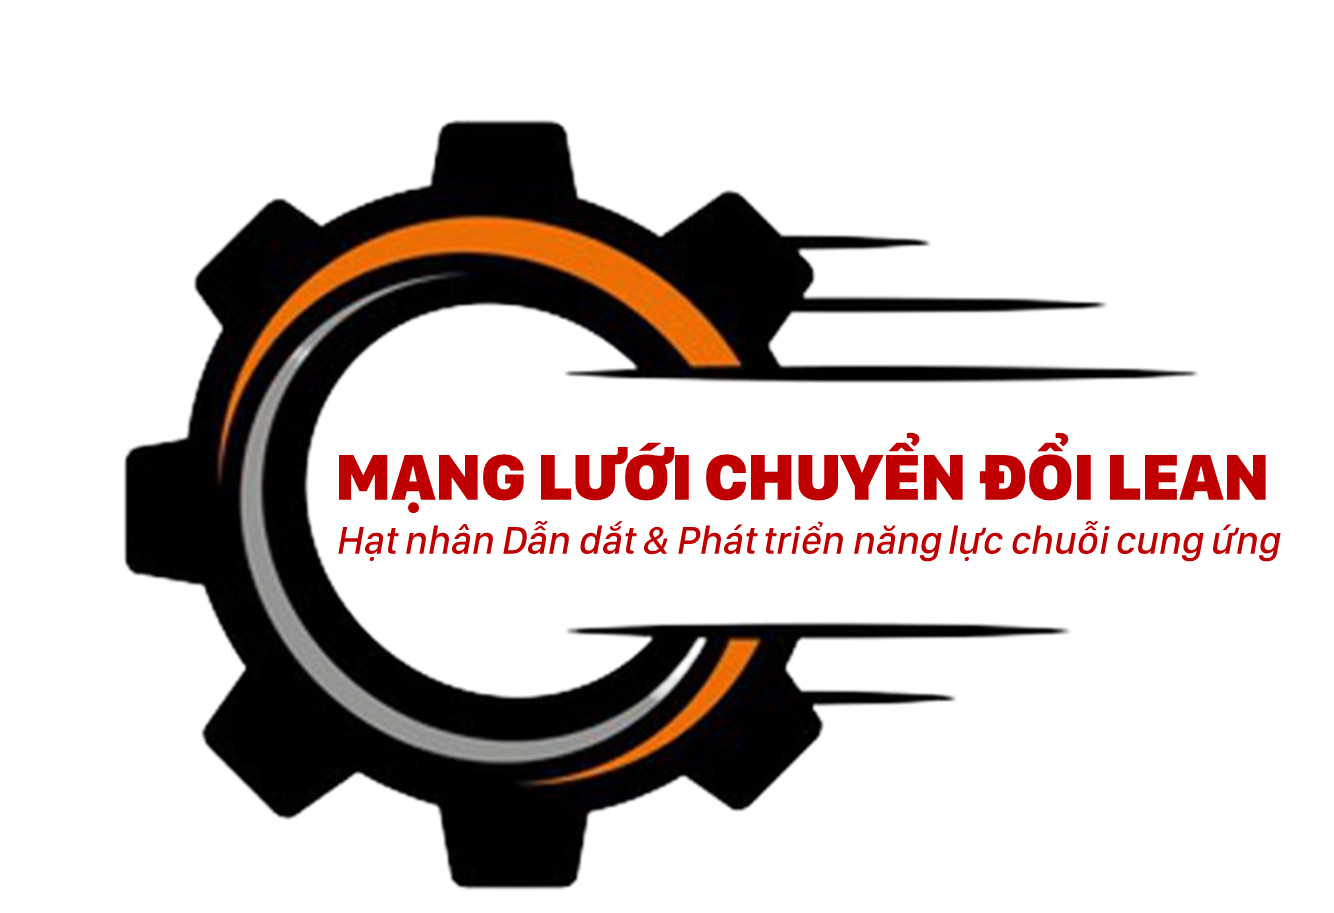 MẠNG LƯỚI CHUYỂN ĐỔI LEAN
Hạt nhân Dẫn dắt & Phát triển năng lực chuỗi cung ứng